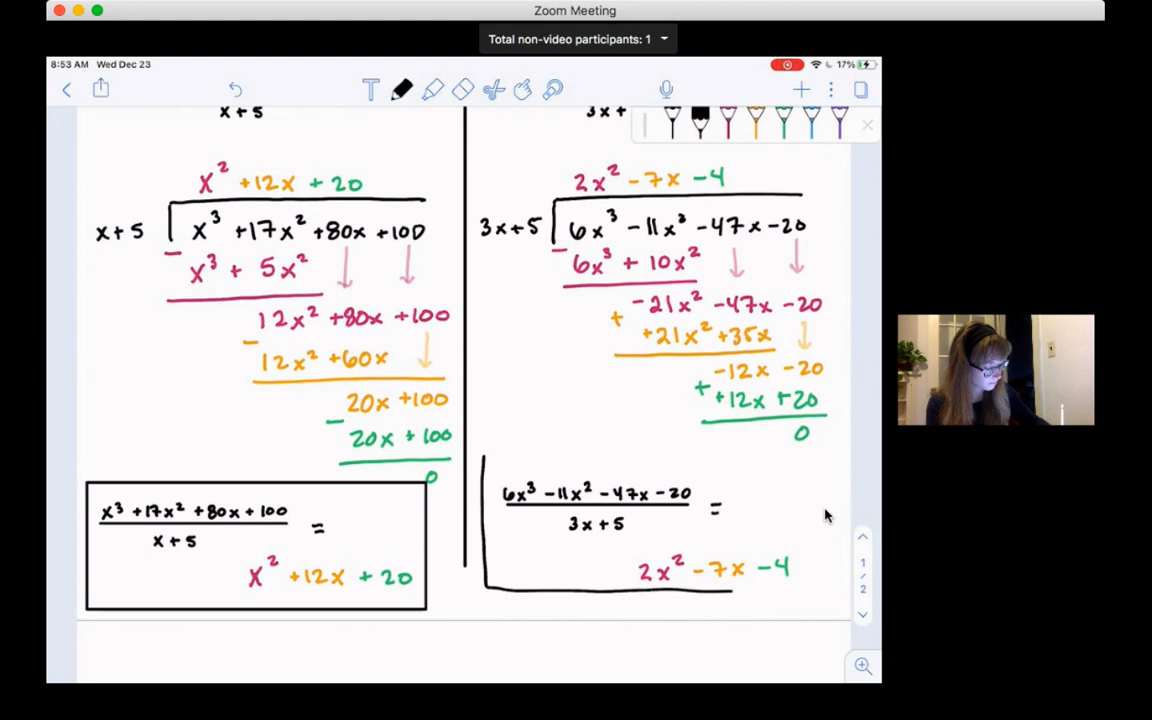 Zoom Meeting
Total non-video participants: 1
8:53 AM Wed Dec 23
17%
T
x + 5
x² +12x + 20
x + 5
x³ +17x² +80x +100
- x³ + 5x²
12x² +80x +100
- 12x² +60x
20x +100
- 20x + 100
0
x³ +17x² +80x + 100
x + 5
=
x² +12x + 20
3x +
2x² -7x -4
3x+5
6x³ -11x² -47x -20
- 6x³ + 10x²
-21x² -47x -20
+ +21x² +35x
-12x -20
+ +12x +20
0
6x³ -11x² -47x -20
3x + 5
=
2x² -7x -4
1
/
2